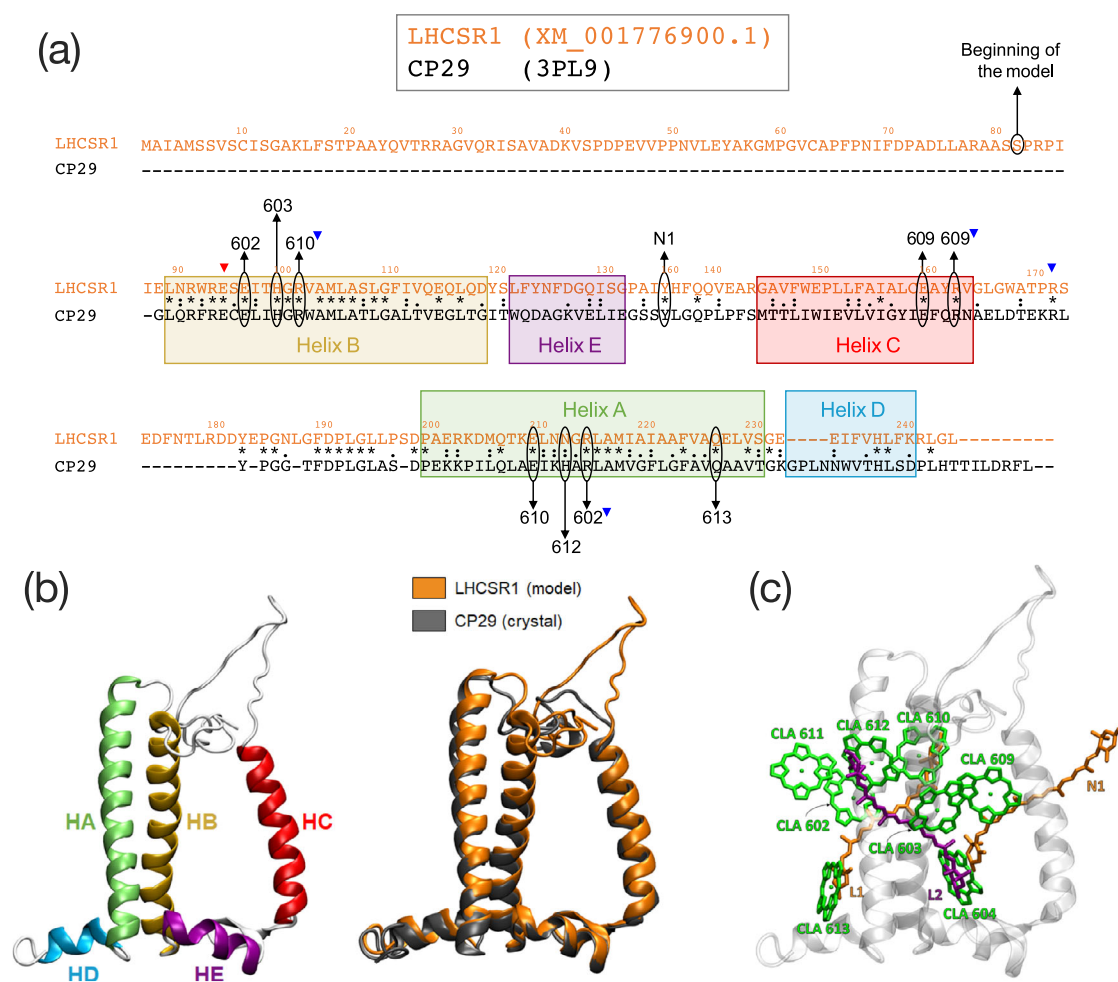 (a)
LHCSR1 (XM_001776900.1)
CP29 (3PL9)
Beginning of
the model
10 20 30 40 50 60 70 80
LHCSR1 MAIAMSSVSCISGAKLFSTPAAYQVTRRAGVQRISAVADKVSPDPEVVPPNVLEYAKGMPGVCAPFPNIFDPADLLARAASSPRPI
CP29 --------------------------------------------------------------------------------------
603
602 610 N1 609 609
90 100 110 120 130 136 140 150 160 170
LHCSR1 IELNRWRESEITHGRVAMLASLGFIVQEQLQDYSLFYNFDGQISGPAIYHFQQVEARGAVFWEPLLFAIALCEAYRVGLGWATPRS
CP29 -GLQRFRECELIHGRWAMLATLGALTVEGLTGITWQDAGKVELIEGSSYLGQPLPFSMTTLIWIEVLVIGYIEFQRNAELDTEKRL
Helix B Helix E Helix C
Helix A Helix D
180 190 200 210 220 230 240
LHCSR1 EDFNTLRDDYEPGNLGFDPLGLLPSDPAERKDMQTKELNNGRLAMIAIAAFVAQELVSGE----EIFVHLFKRLGL---------
CP29 ---------Y-PGG-TFDPLGLAS-DPEKKPILQLAEIKHARLAMVGFLGFAVQAAVTGKGPLNNWVTHLSDPLHTTILDRFL--
610 602 613
612
(b)
LHCSR1 (model)
CP29 (crystal)
HA HB HC
HD HE
(c)
CLA 612 CLA 610
CLA 611
CLA 609
N1
CLA 602
CLA 603
L1 L2
CLA 604
CLA 613